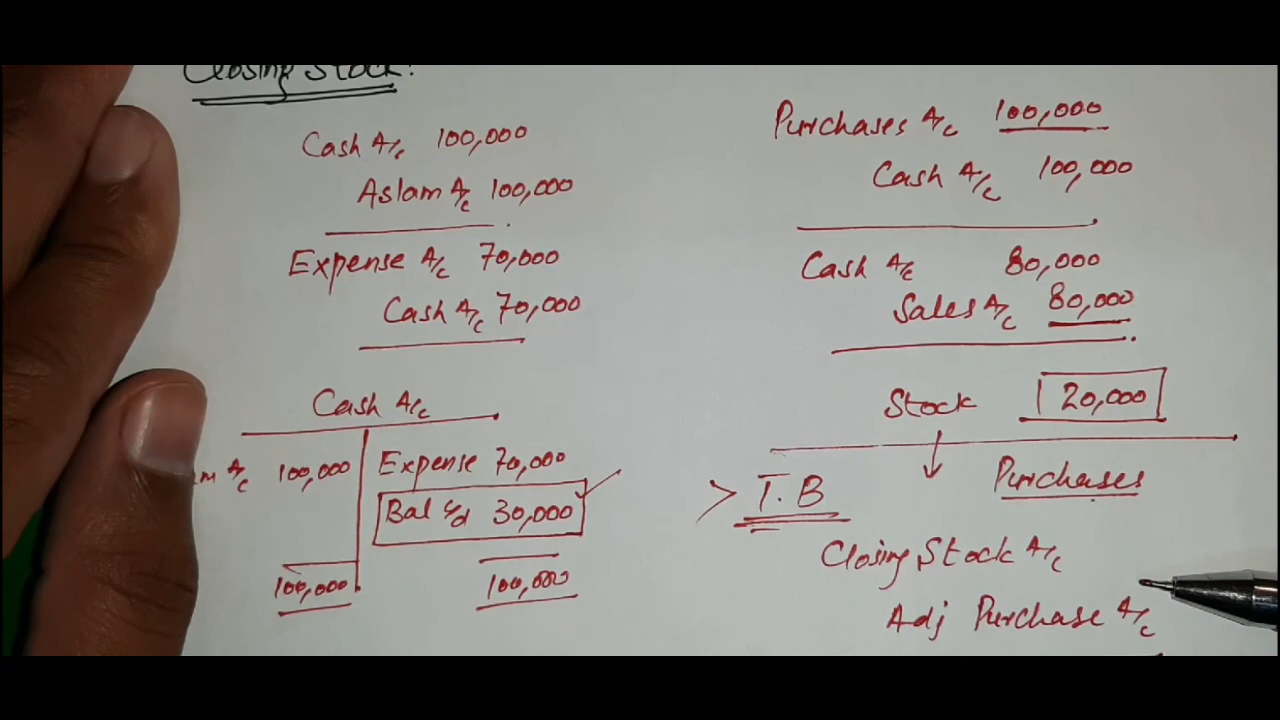 Closing Stock:
Cash A/c 100,000
Aslam A/c 100,000
Expense A/c 70,000
Cash A/c 70,000
Cash A/c
A/c 100,000 Expense 70,000
Bal c/d 30,000
100,000 100,000
Purchases A/c 100,000
Cash A/c 100,000
Cash A/c 80,000
Sales A/c 80,000
Stock 20,000
> T.B Purchases
Closing Stock A/c
Adj Purchase A/c